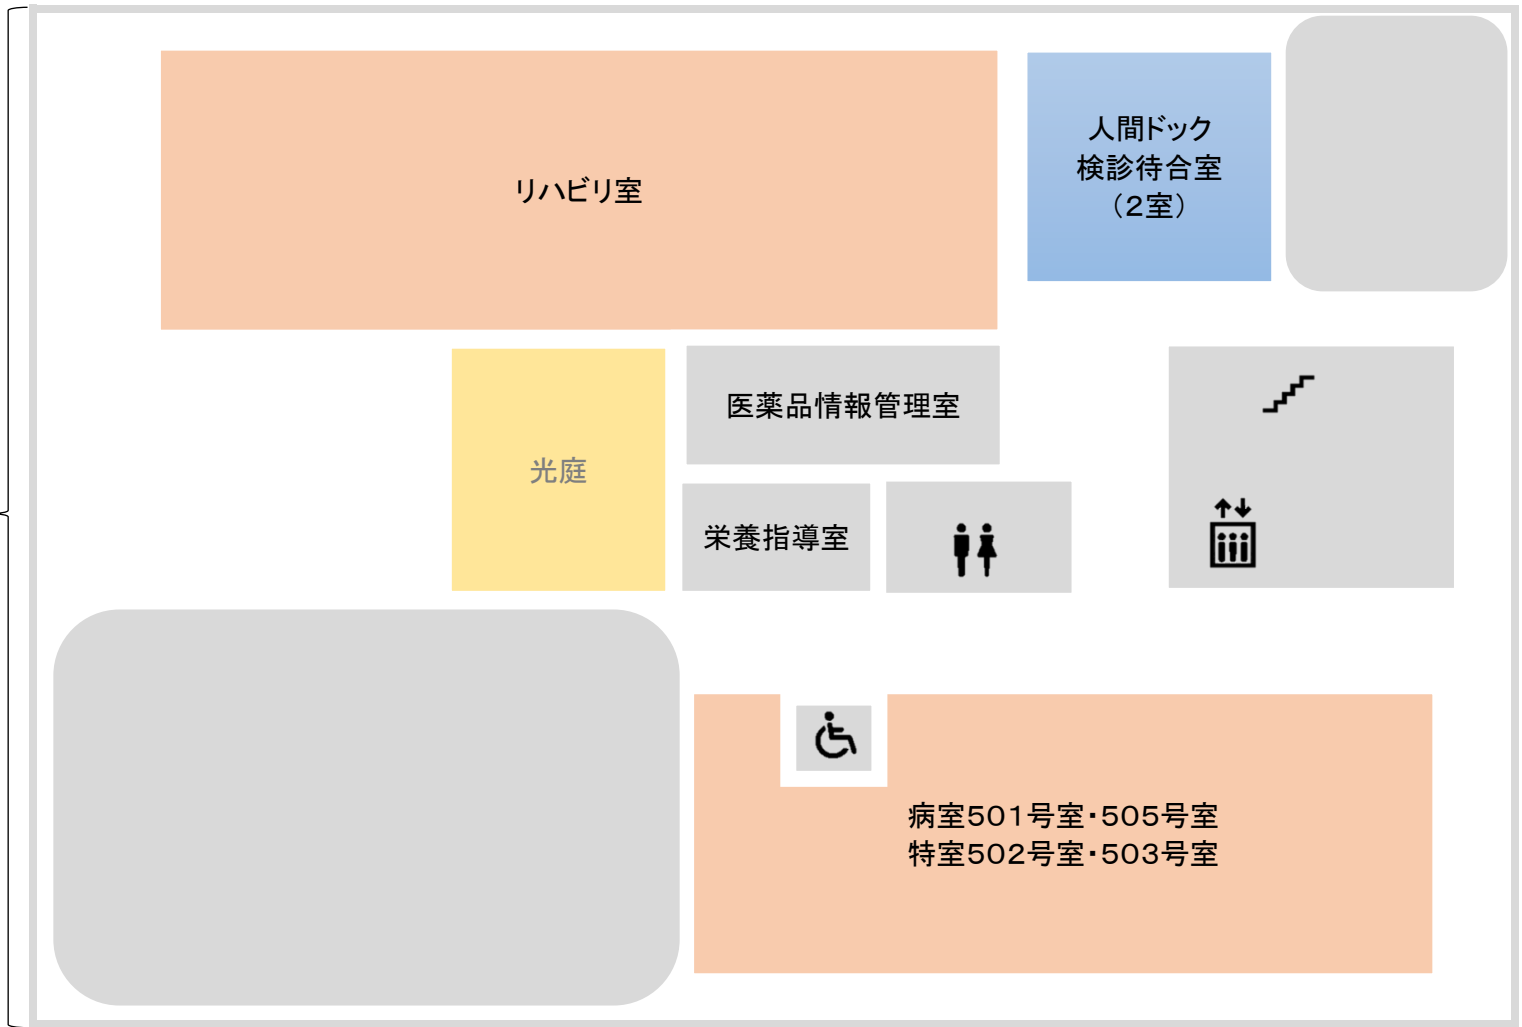 リハビリ室
人間ドック
検診待合室
（２室）
医薬品情報管理室
光庭
栄養指導室
病室５０１号室・５０５号室
特室５０２号室・５０３号室